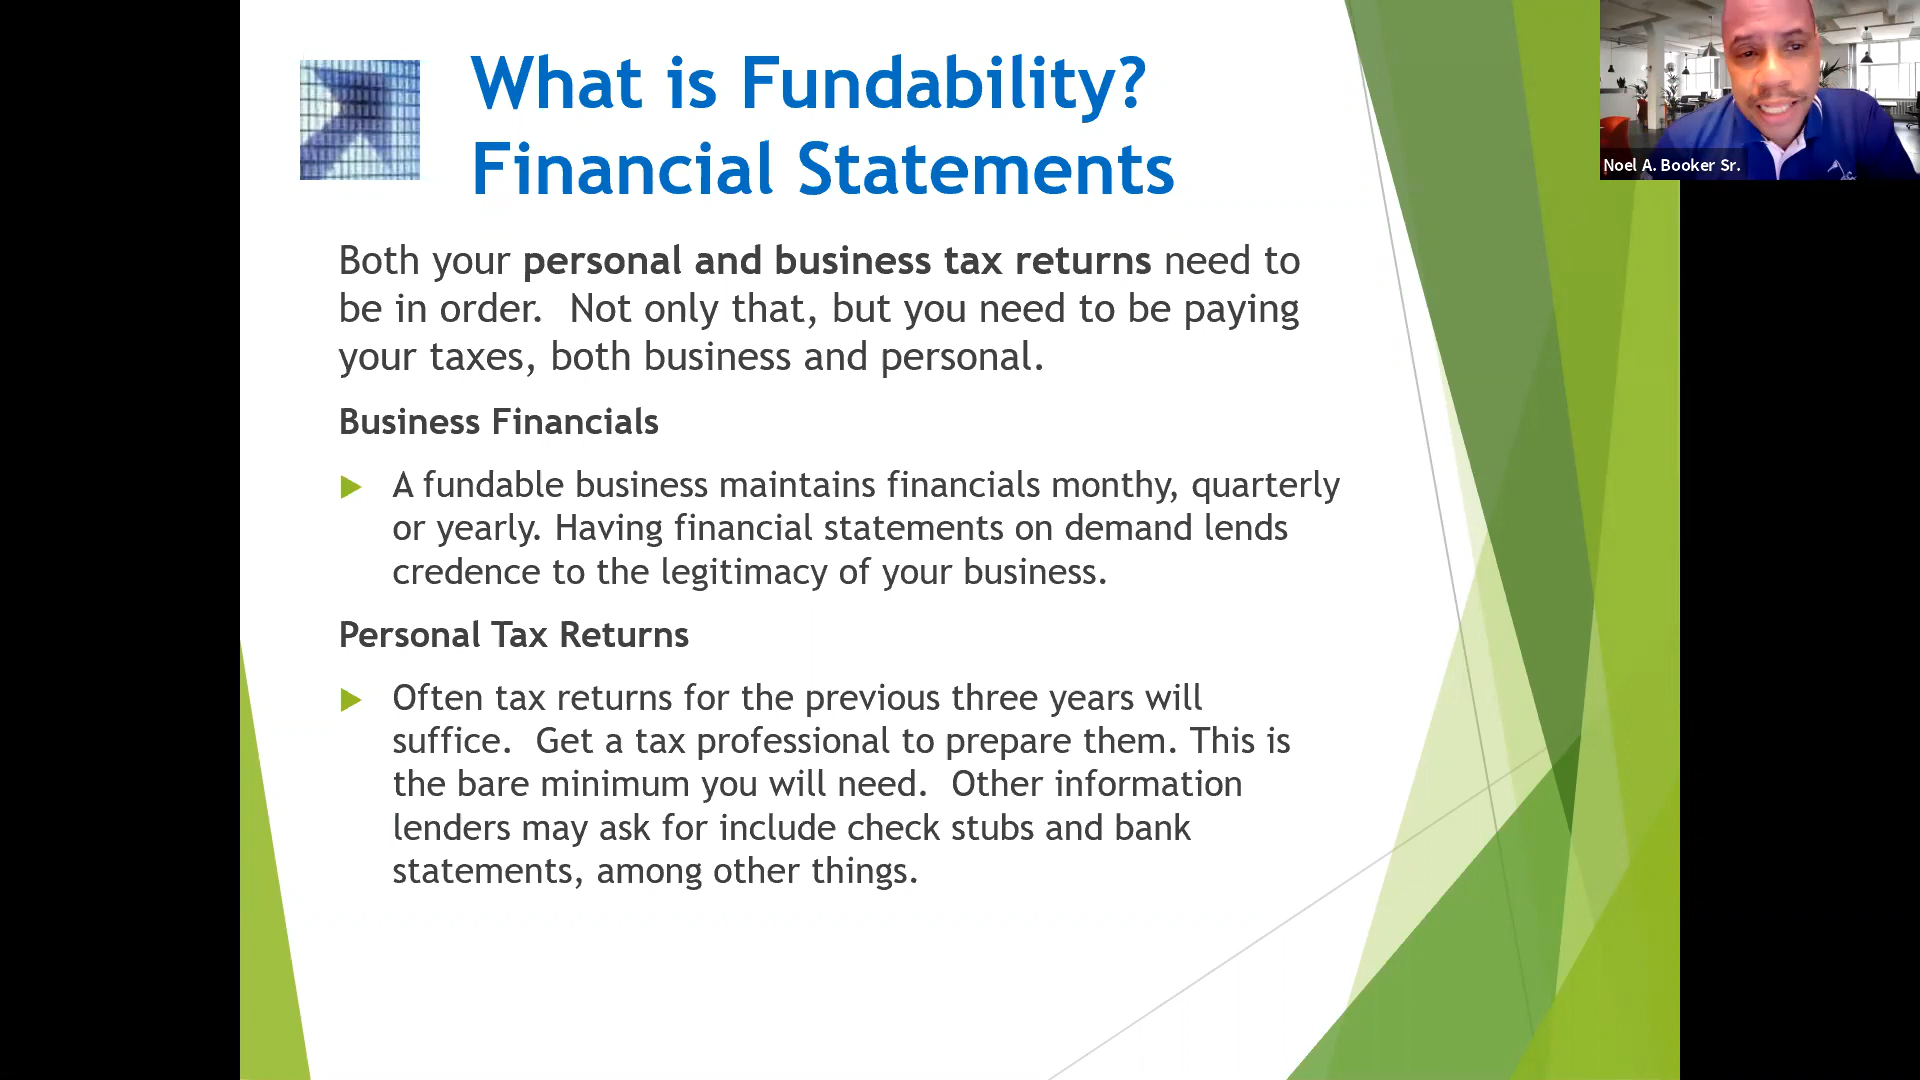 What is Fundability?
Financial Statements
Noel A. Booker Sr.
Both your personal and business tax returns need to
be in order.  Not only that, but you need to be paying
your taxes, both business and personal.
Business Financials
A fundable business maintains financials monthy, quarterly
or yearly. Having financial statements on demand lends
credence to the legitimacy of your business.
Personal Tax Returns
Often tax returns for the previous three years will
suffice.  Get a tax professional to prepare them. This is
the bare minimum you will need.  Other information
lenders may ask for include check stubs and bank
statements, among other things.